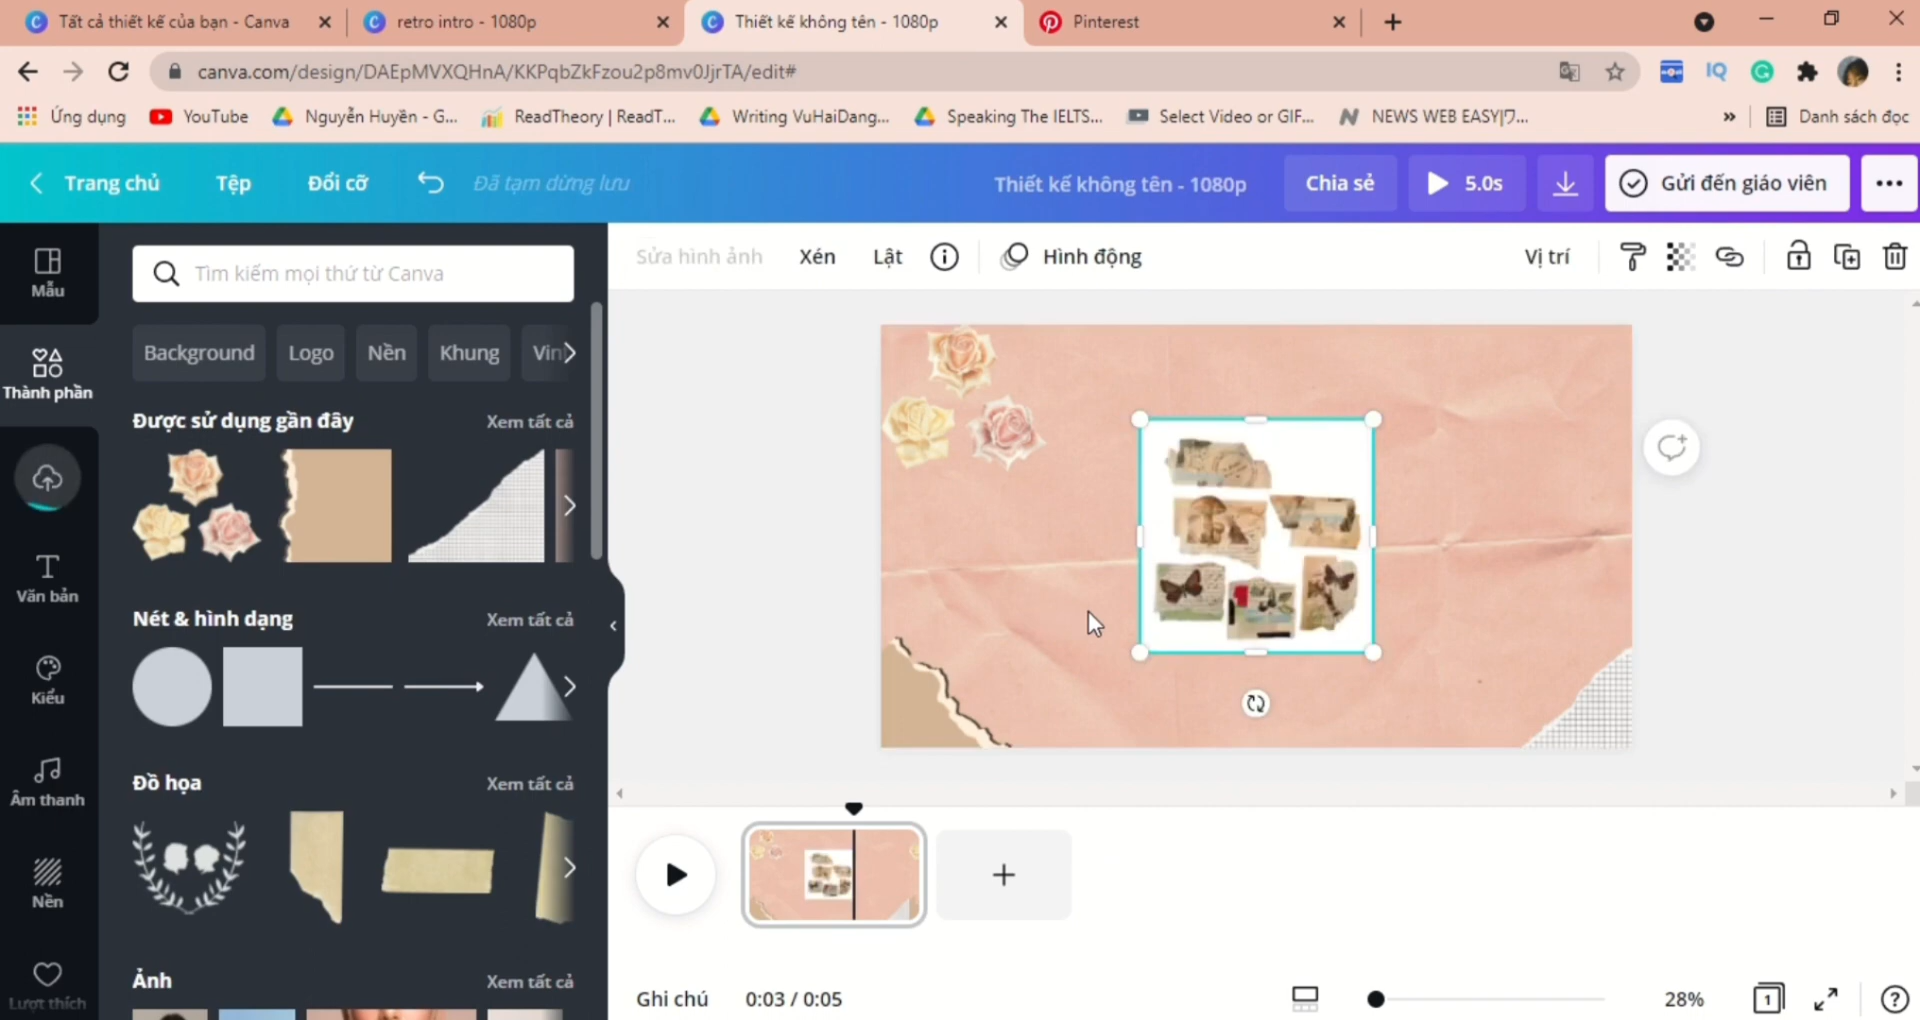 Tất cả thiết kế của bạn - Canva
retro intro - 1080p
Thiết kế không tên - 1080p
Pinterest
canva.com/design/DAEpMVXQHnA/KKPqbZkFzou2p8mv0JjrTA/edit#
IQ
Ứng dụng
YouTube
Nguyễn Huyền - G...
ReadTheory | ReadT...
Writing VuHaiDang...
Speaking The IELTS...
Select Video or GIF...
NEWS WEB EASY|ワ...
»
Danh sách đọc
Trang chủ
Tệp
Đổi cỡ
Đã tạm dừng lưu
Thiết kế không tên - 1080p
Chia sẻ
5.0s
Gửi đến giáo viên
Mẫu
Thành phần
Văn bản
Kiểu
Âm thanh
Nền
Lượt thích
Tìm kiếm mọi thứ từ Canva
Background
Logo
Nền
Khung
Vin
Được sử dụng gần đây
Xem tất cả
Nét & hình dạng
Xem tất cả
Đồ họa
Xem tất cả
Ảnh
Xem tất cả
Sửa hình ảnh
Xén
Lật
Hình động
Vị trí
Ghi chú
0:03 / 0:05
28%
1